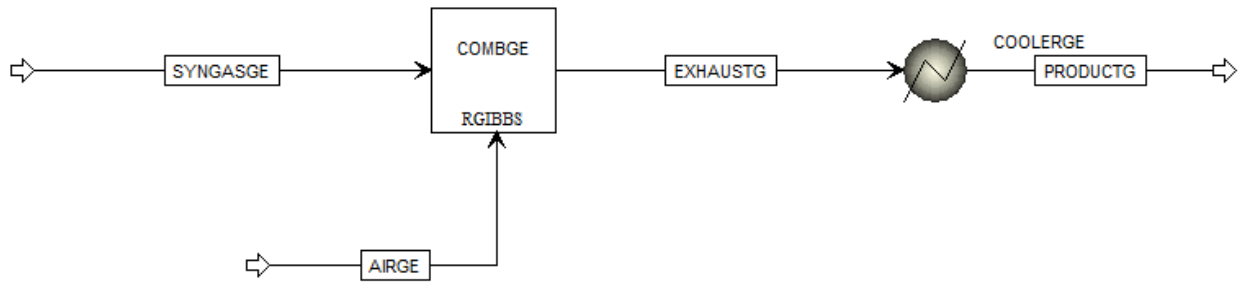 COMBGE
COOLERGE
SYNGASGE
EXHAUSTG
PRODUCTG
RGIBBS
AIRGE